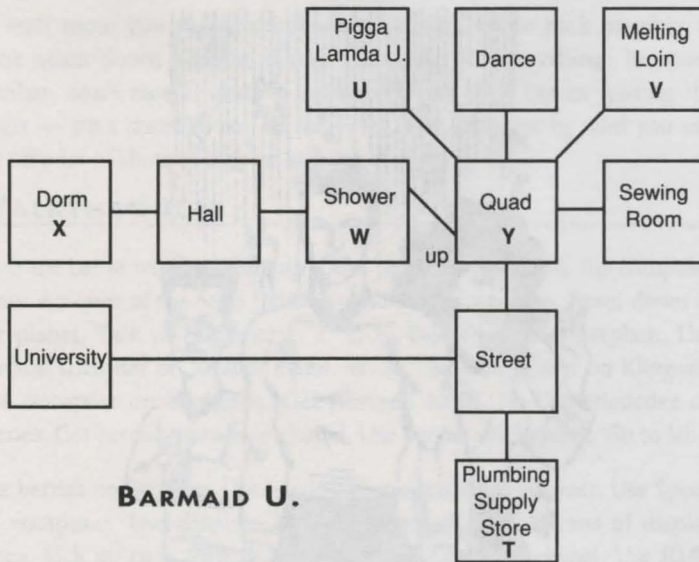 Pigga
Lamda U.
U
Dance
Melting
Loin
V
Dorm
X
Hall
Shower
W
up
Quad
Y
Sewing
Room
University
Street
Plumbing
Supply
Store
T
BARMAID U.